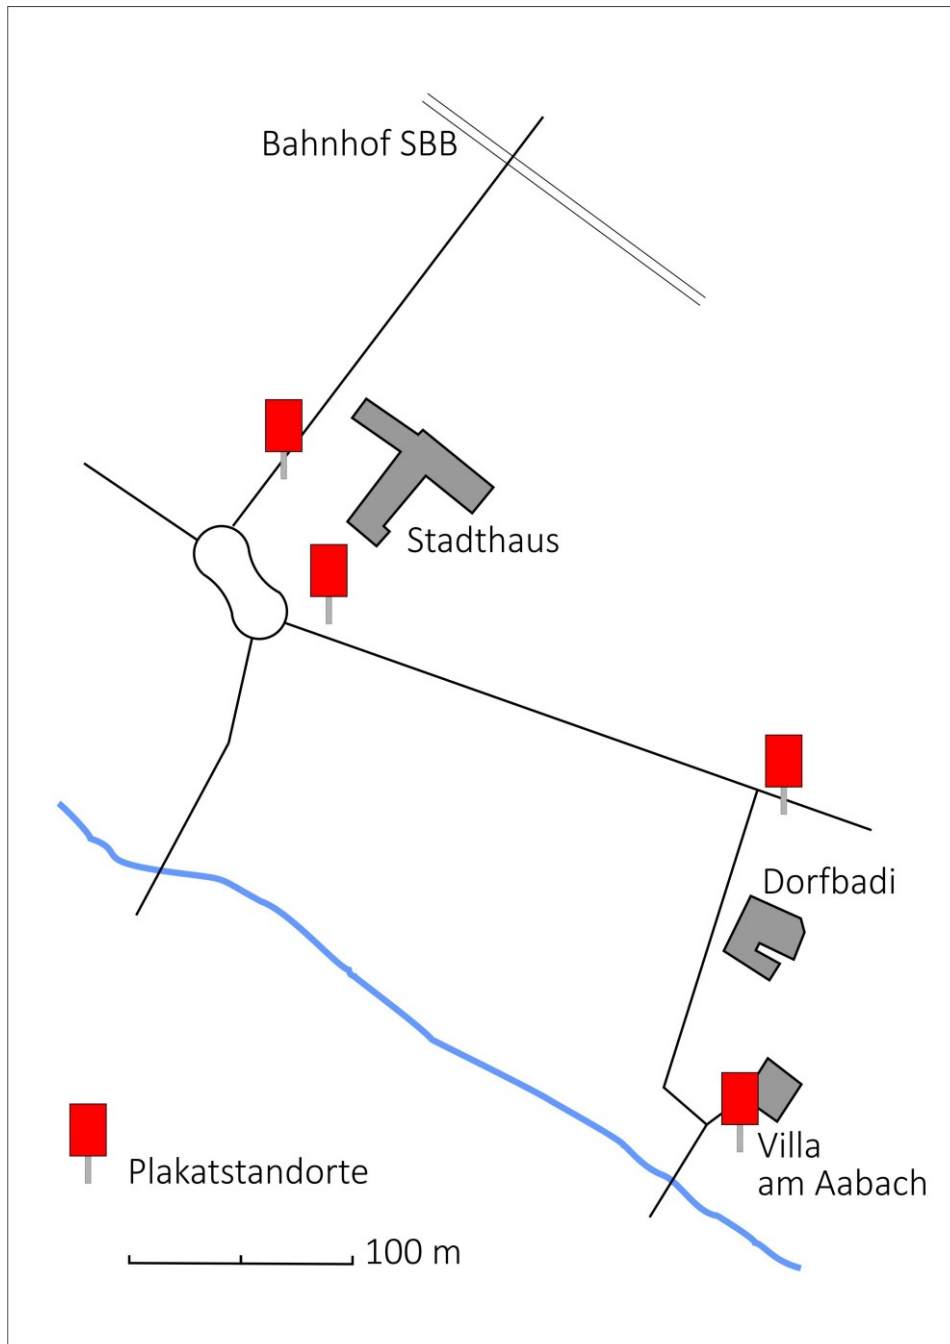 Bahnhof SBB
Stadthaus
Dorfbadi
Villa
am Aabach
Plakatstandorte
100 m